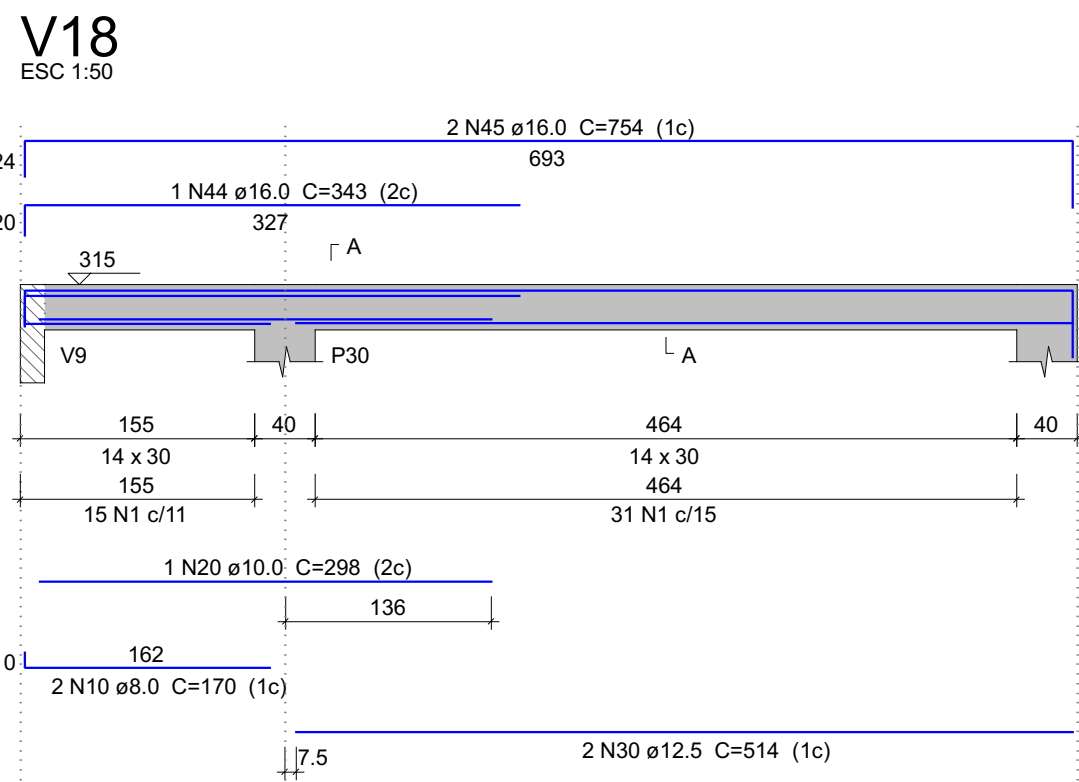 V18
ESC 1:50
2 N45 ø16.0 C=754 (1c)
24
693
1 N44 ø16.0 C=343 (2c)
20
327
A
315
V9
P30
A
155
40
464
40
14 x 30
14 x 30
155
464
15 N1 c/11
31 N1 c/15
1 N20 ø10.0 C=298 (2c)
136
0
162
2 N10 ø8.0 C=170 (1c)
7.5
2 N30 ø12.5 C=514 (1c)